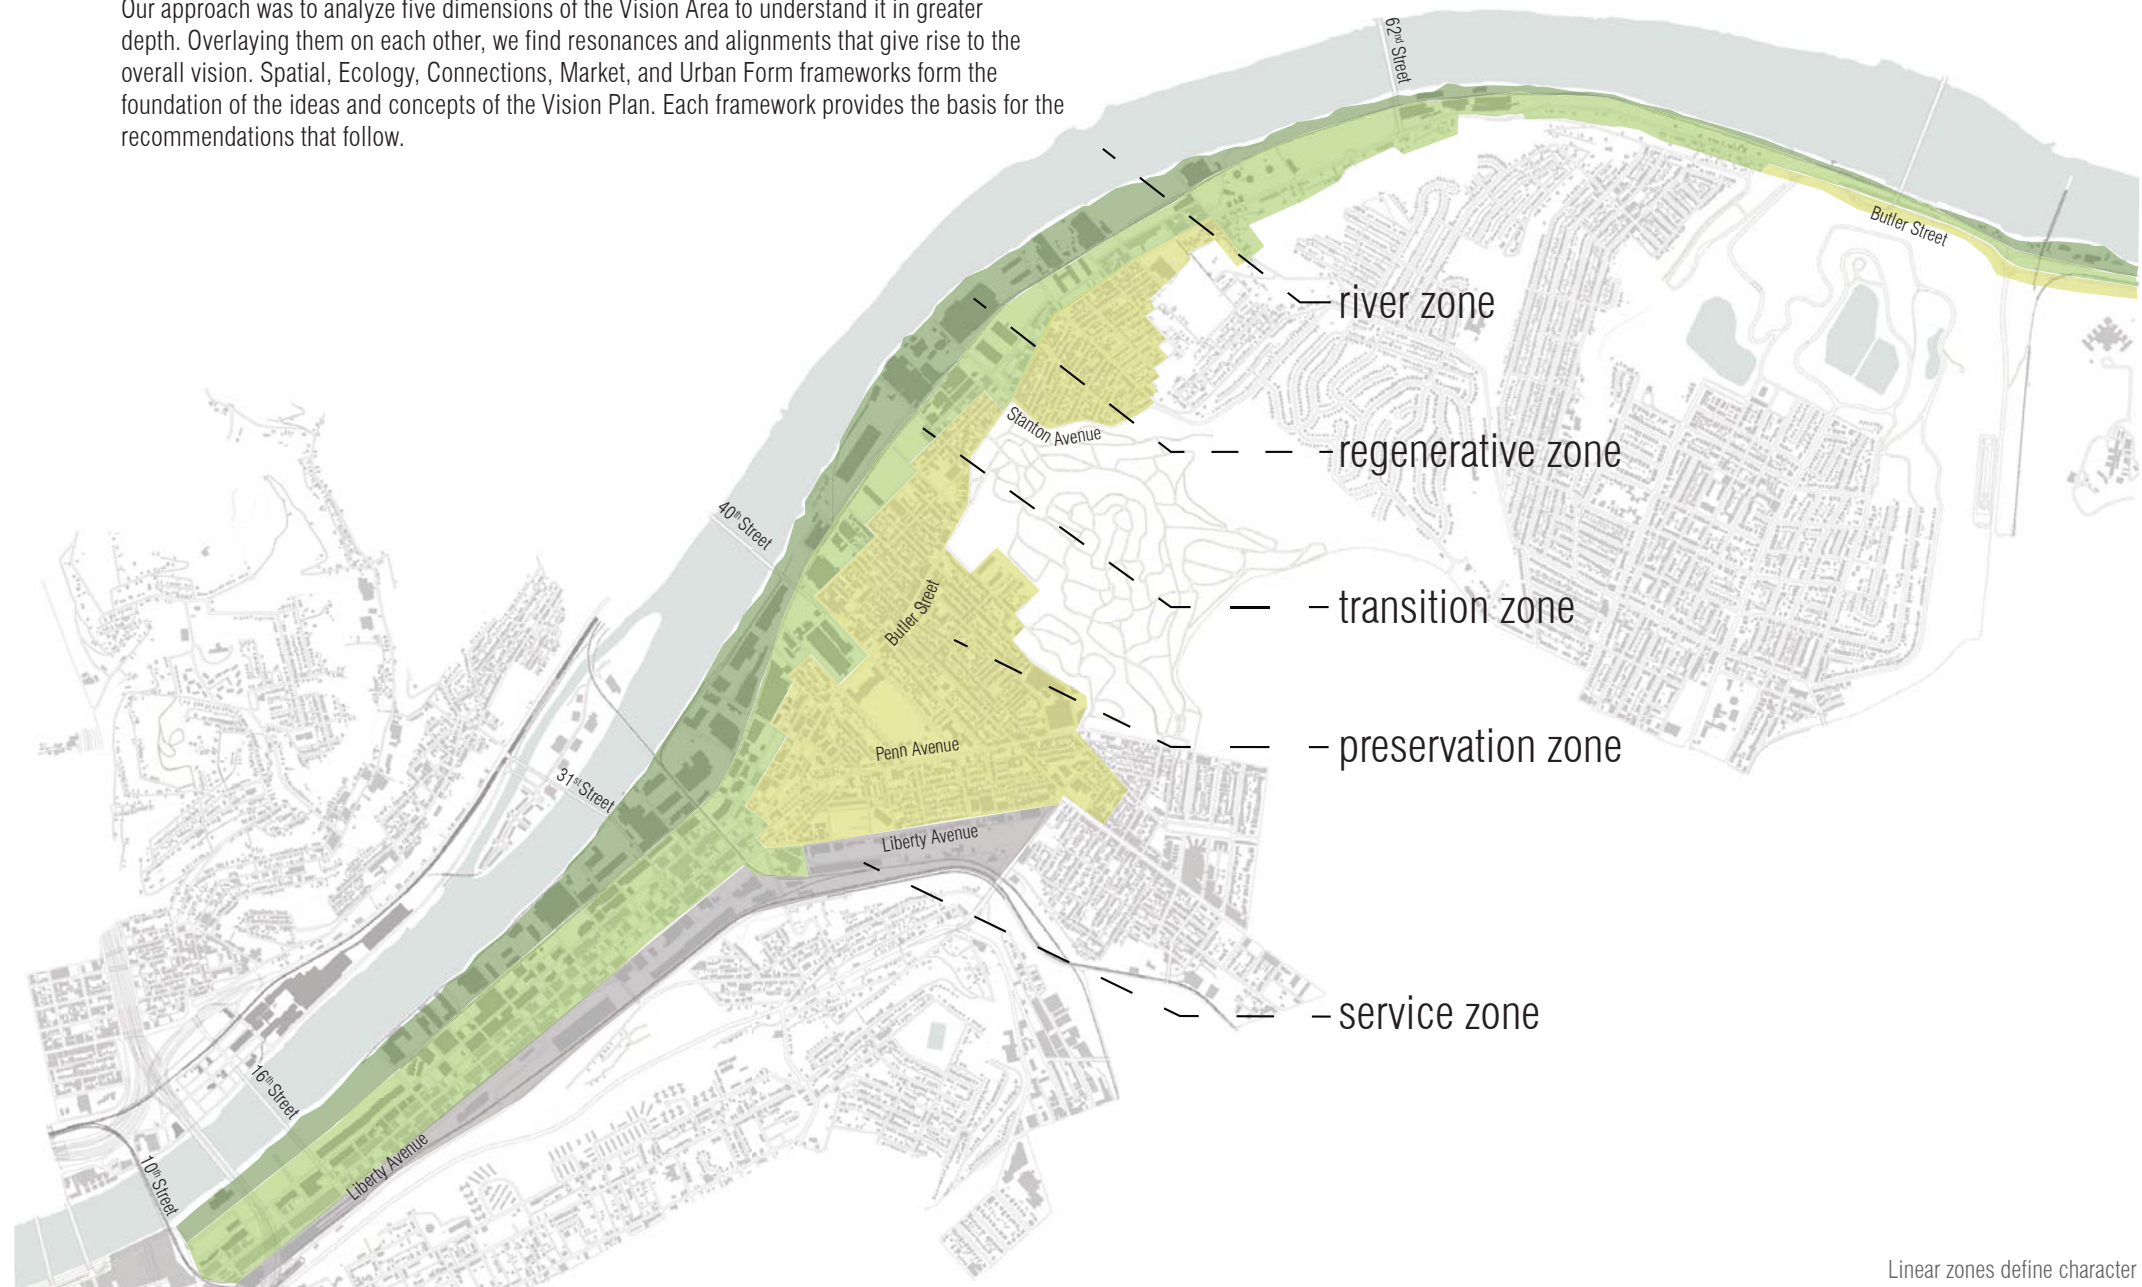 Our approach was to analyze five dimensions of the Vision Area to understand it in greater
depth. Overlaying them on each other, we find resonances and alignments that give rise to the
overall vision. Spatial, Ecology, Connections, Market, and Urban Form frameworks form the
foundation of the ideas and concepts of the Vision Plan. Each framework provides the basis for the
recommendations that follow.
62nd Street
Butler Street
river zone
Stanton Avenue
regenerative zone
40th Street
Butler Street
transition zone
Penn Avenue
preservation zone
31st Street
Liberty Avenue
service zone
16th Street
10th Street
Liberty Avenue
Linear zones define character